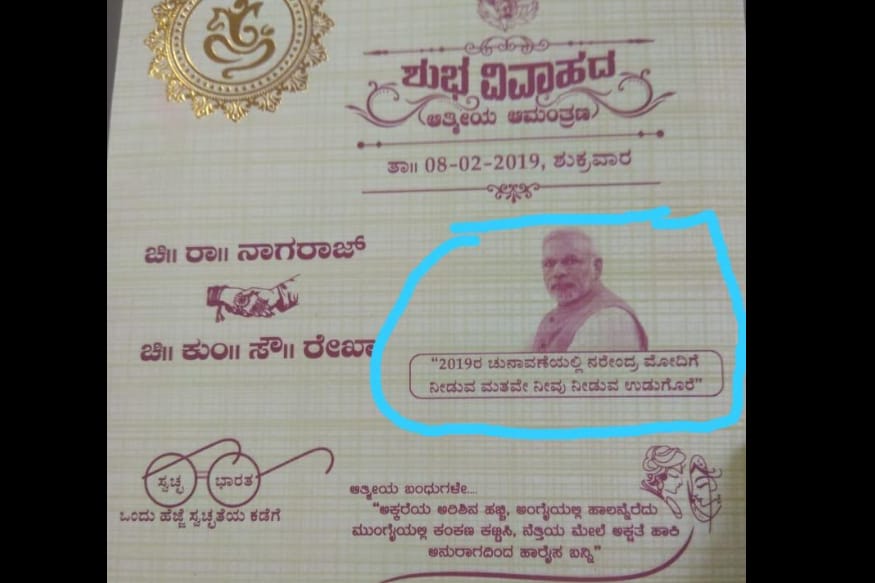 ಶುಭ ವಿವಾಹದ
(ಆತ್ಮೀಯ ಆಮಂತ್ರಣ)
ತಾ॥ 08-02-2019, ಶುಕ್ರವಾರ
ಚಿ॥ ರಾ॥ ನಾಗರಾಜ್
ಚಿ॥ ಕುಂ॥ ಸೌ॥ ರೇಖಾ
“2019ರ ಚುನಾವಣೆಯಲ್ಲಿ ನರೇಂದ್ರ ಮೋದಿಗೆ
ನೀಡುವ ಮತವೇ ನೀವು ನೀಡುವ ಉಡುಗೊರೆ”
ಸ್ವಚ್ಛ ಭಾರತ
ಒಂದು ಹೆಜ್ಜೆ ಸ್ವಚ್ಛತೆಯ ಕಡೆಗೆ
ಆತ್ಮೀಯ ಬಂಧುಗಳೇ....
“ಅಕ್ಕರೆಯ ಅರಿಶಿನ ಹಚ್ಚಿ, ಅಂಗೈಯಲ್ಲಿ ಹಾಲನ್ನೆರೆದು
ಮುಂಗೈಯಲ್ಲಿ ಕಂಕಣ ಕಟ್ಟಿಸಿ, ನೆತ್ತಿಯ ಮೇಲೆ ಅಕ್ಷತೆ ಹಾಕಿ
ಅನುರಾಗದಿಂದ ಹಾರೈಸ ಬನ್ನಿ”